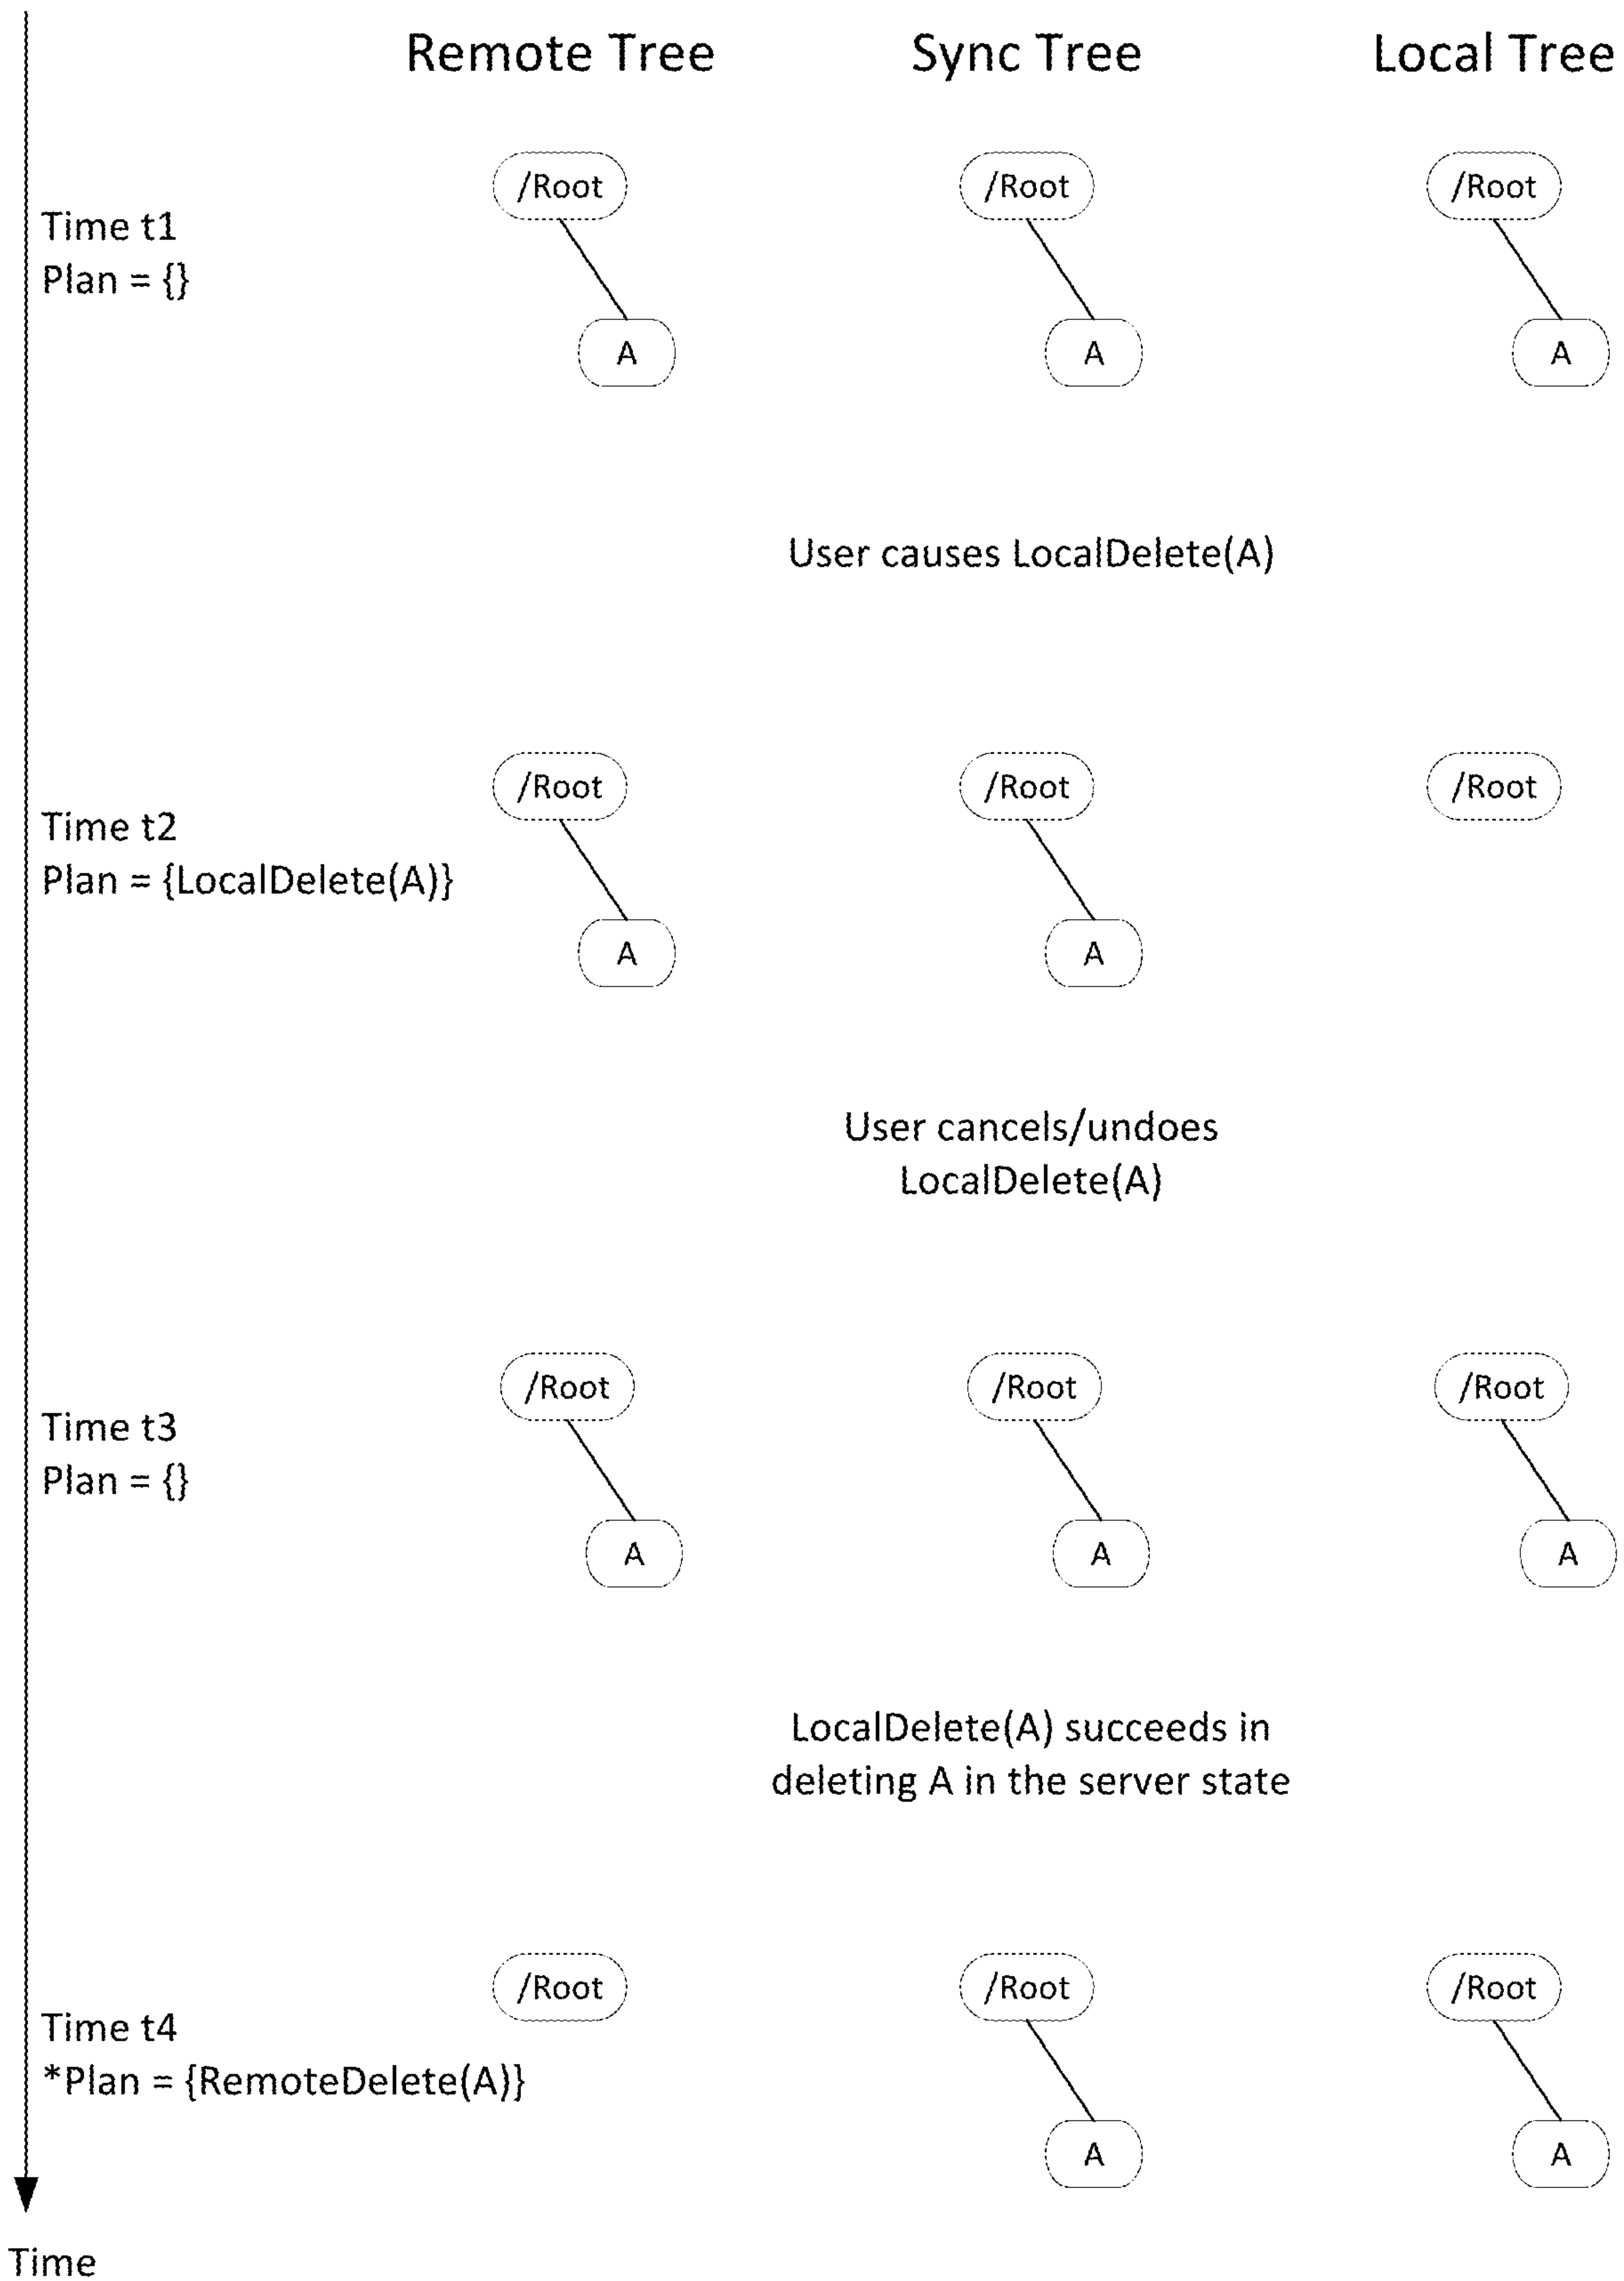 Remote Tree
Sync Tree
Local Tree
/Root
/Root
/Root
Time t1
Plan = {}
A
A
A
User causes LocalDelete(A)
/Root
/Root
/Root
Time t2
Plan = {LocalDelete(A)}
A
A
User cancels/undoes
LocalDelete(A)
/Root
/Root
/Root
Time t3
Plan = {}
A
A
A
LocalDelete(A) succeeds in
deleting A in the server state
/Root
/Root
/Root
Time t4
*Plan = {RemoteDelete(A)}
A
A
Time